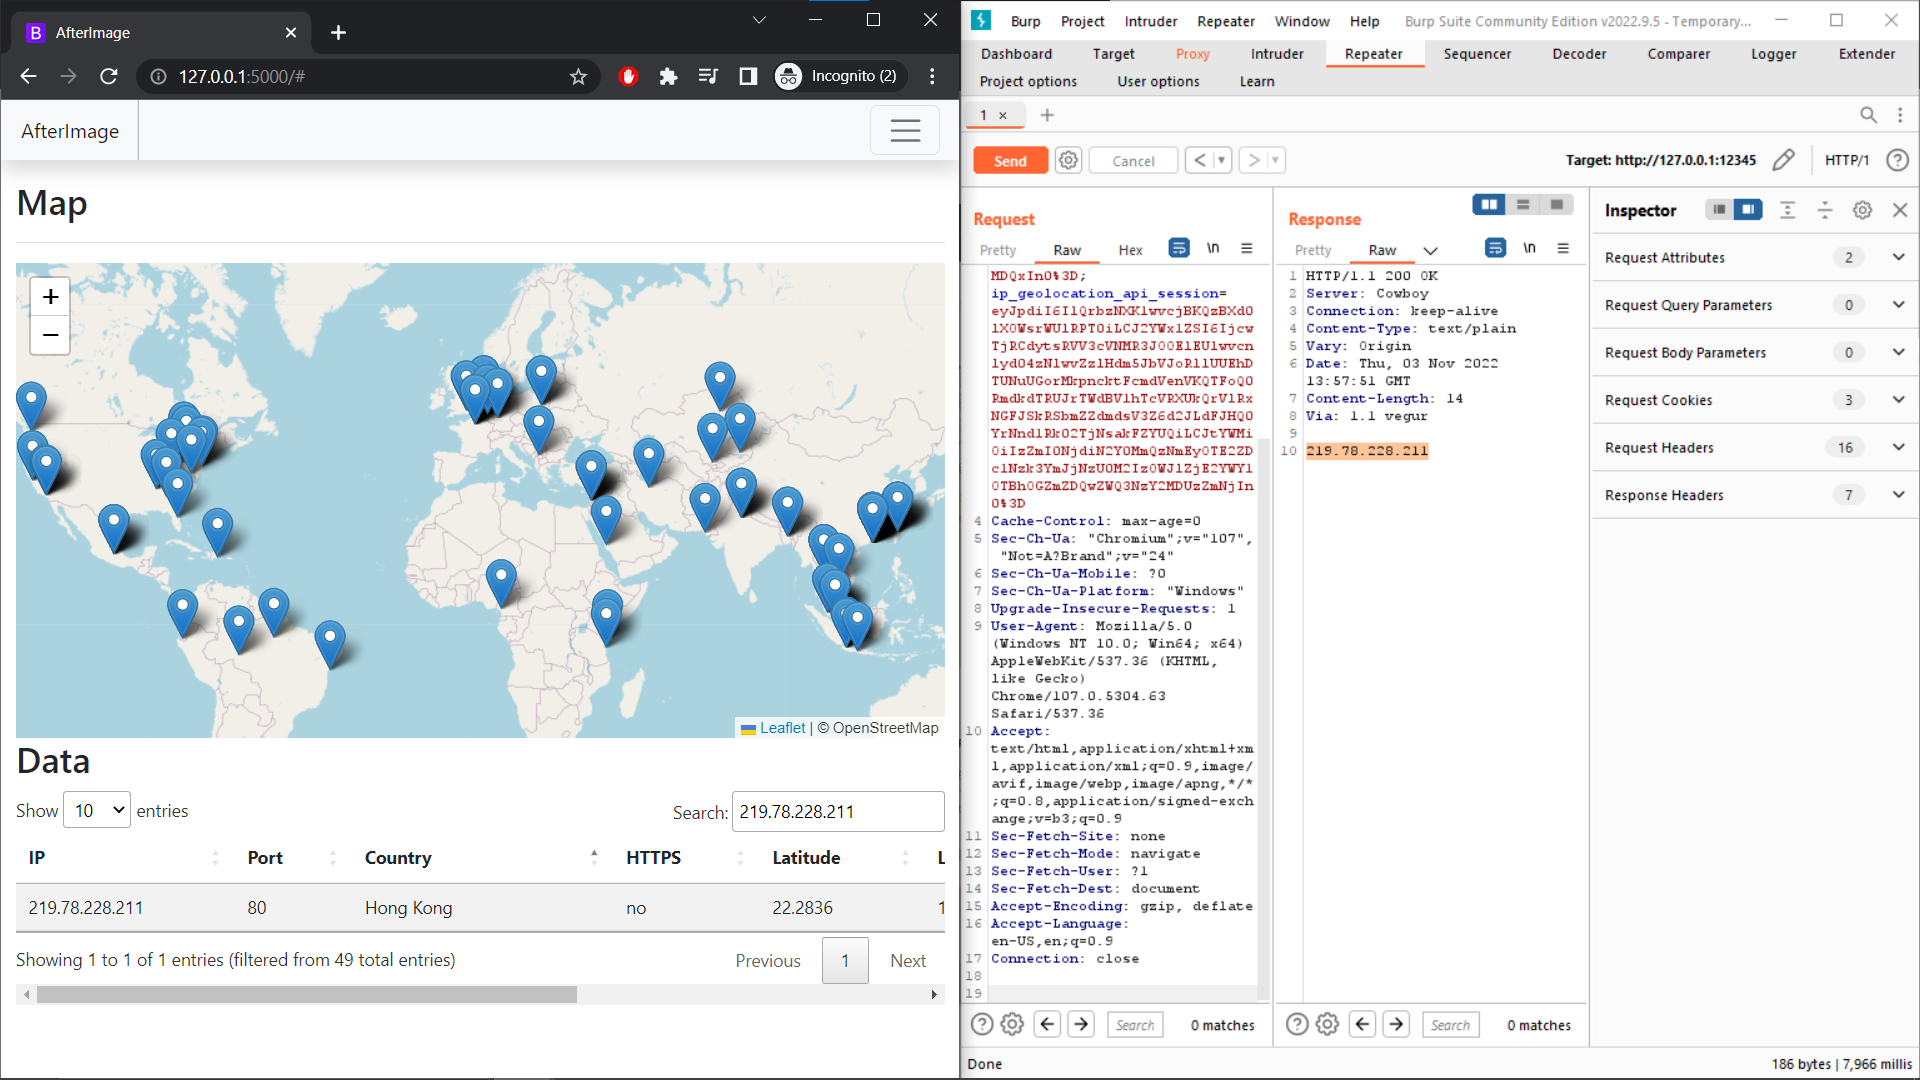 AfterImage
127.0.0.1:5000/#
Incognito (2)
AfterImage
Map
+
−
Leaflet | © OpenStreetMap
Data
Show 10 entries
Search: 219.78.228.211
IP Port Country HTTPS Latitude L
219.78.228.211 80 Hong Kong no 22.2836 1
Showing 1 to 1 of 1 entries (filtered from 49 total entries)
Previous 1 Next
Burp Project Intruder Repeater Window Help Burp Suite Community Edition v2022.9.5 - Temporary...
Dashboard Target Proxy Intruder Repeater Sequencer Decoder Comparer Logger Extender
Project options User options Learn
1 × +
Send Cancel < >
Target: http://127.0.0.1:12345 HTTP/1
Request
Pretty Raw Hex \n
MDQxIn0%3D;
ip_geolocation_api_session=
4 Cache-Control: max-age=0
5 Sec-Ch-Ua: "Chromium";v="107",
"Not=A?Brand";v="24"
6 Sec-Ch-Ua-Mobile: ?0
7 Sec-Ch-Ua-Platform: "Windows"
8 Upgrade-Insecure-Requests: 1
9 User-Agent: Mozilla/5.0
(Windows NT 10.0; Win64; x64)
AppleWebKit/537.36 (KHTML,
like Gecko)
Chrome/107.0.5304.63
Safari/537.36
10 Accept:
text/html,application/xhtml+xm
l,application/xml;q=0.9,image/
avif,image/webp,image/apng,*/*
;q=0.8,application/signed-exch
ange;v=b3;q=0.9
11 Sec-Fetch-Site: none
12 Sec-Fetch-Mode: navigate
13 Sec-Fetch-User: ?1
14 Sec-Fetch-Dest: document
15 Accept-Encoding: gzip, deflate
16 Accept-Language:
en-US,en;q=0.9
17 Connection: close
18
19
Search 0 matches
Response
Pretty Raw \n
1 HTTP/1.1 200 OK
2 Server: Cowboy
3 Connection: keep-alive
4 Content-Type: text/plain
5 Vary: Origin
6 Date: Thu, 03 Nov 2022
13:57:51 GMT
7 Content-Length: 14
8 Via: 1.1 vegur
9
10 219.78.228.211
Search 0 matches
Inspector
Request Attributes 2
Request Query Parameters 0
Request Body Parameters 0
Request Cookies 3
Request Headers 16
Response Headers 7
Done
186 bytes | 7,966 millis